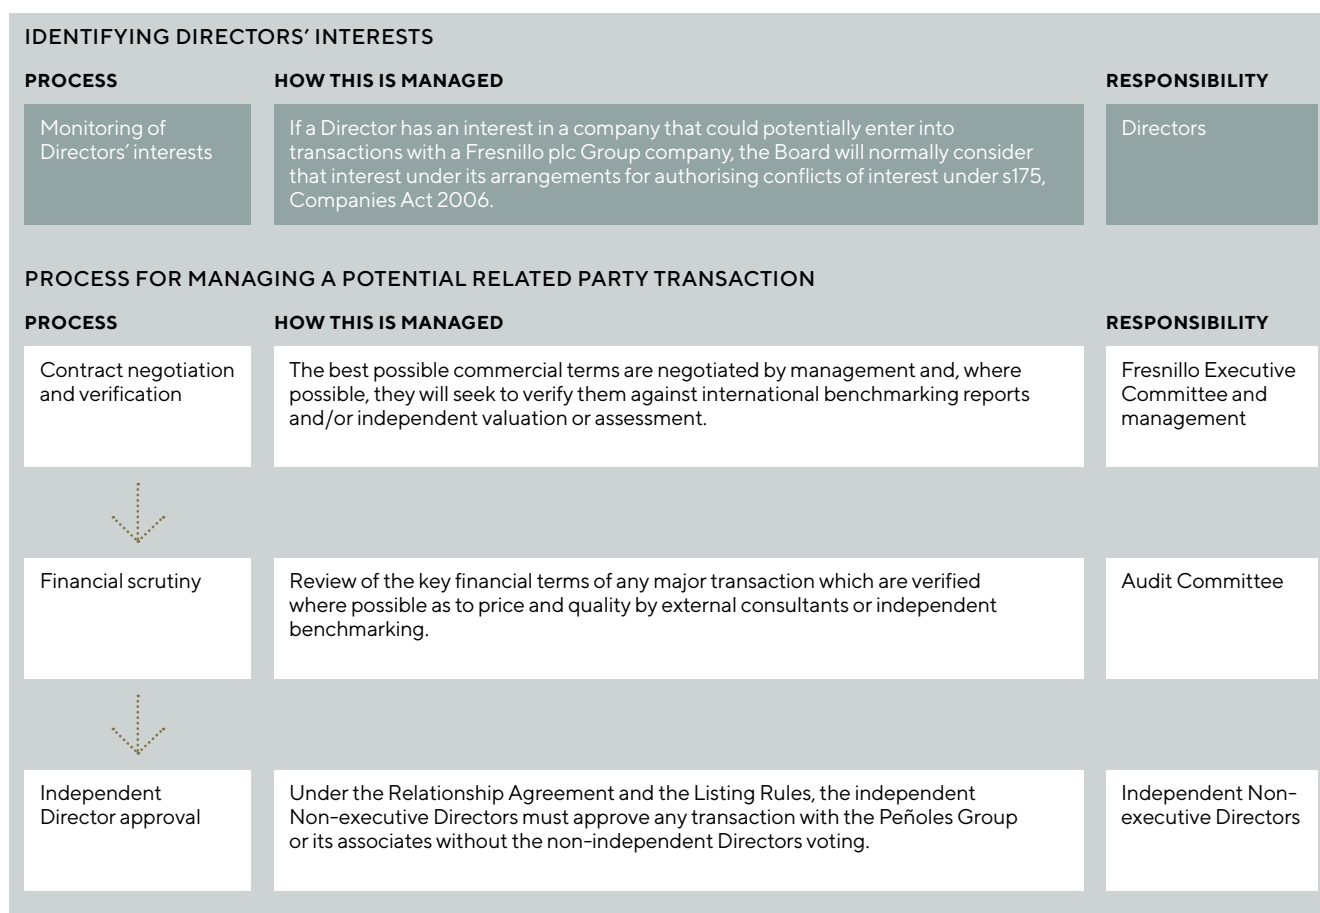 IDENTIFYING DIRECTORS’ INTERESTS
PROCESS
HOW THIS IS MANAGED
RESPONSIBILITY
Monitoring of
Directors’ interests
If a Director has an interest in a company that could potentially enter into
transactions with a Fresnillo plc Group company, the Board will normally consider
that interest under its arrangements for authorising conflicts of interest under s175,
Companies Act 2006.
Directors
PROCESS FOR MANAGING A POTENTIAL RELATED PARTY TRANSACTION
PROCESS
HOW THIS IS MANAGED
RESPONSIBILITY
Contract negotiation
and verification
The best possible commercial terms are negotiated by management and, where
possible, they will seek to verify them against international benchmarking reports
and/or independent valuation or assessment.
Fresnillo Executive
Committee and
management
Financial scrutiny
Review of the key financial terms of any major transaction which are verified
where possible as to price and quality by external consultants or independent
benchmarking.
Audit Committee
Independent
Director approval
Under the Relationship Agreement and the Listing Rules, the independent
Non-executive Directors must approve any transaction with the Peñoles Group
or its associates without the non-independent Directors voting.
Independent Non-
executive Directors